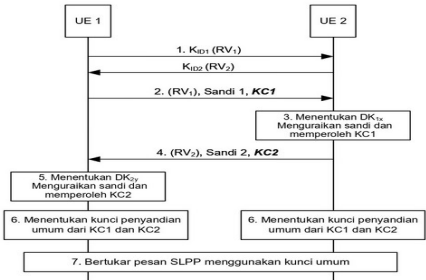 UE 1
UE 2
1. K_ID1 (RV₁)
K_ID2 (RV₂)
2. (RV₁), Sandi 1, KC1
3. Menentukan DK₁ₓ
Menguraikan sandi dan
memperoleh KC1
4. (RV₂), Sandi 2, KC2
5. Menentukan DK₂ᵧ
Menguraikan sandi dan
memperoleh KC2
6. Menentukan kunci penyandian
umum dari KC1 dan KC2
6. Menentukan kunci penyandian
umum dari KC1 dan KC2
7. Bertukar pesan SLPP menggunakan kunci umum